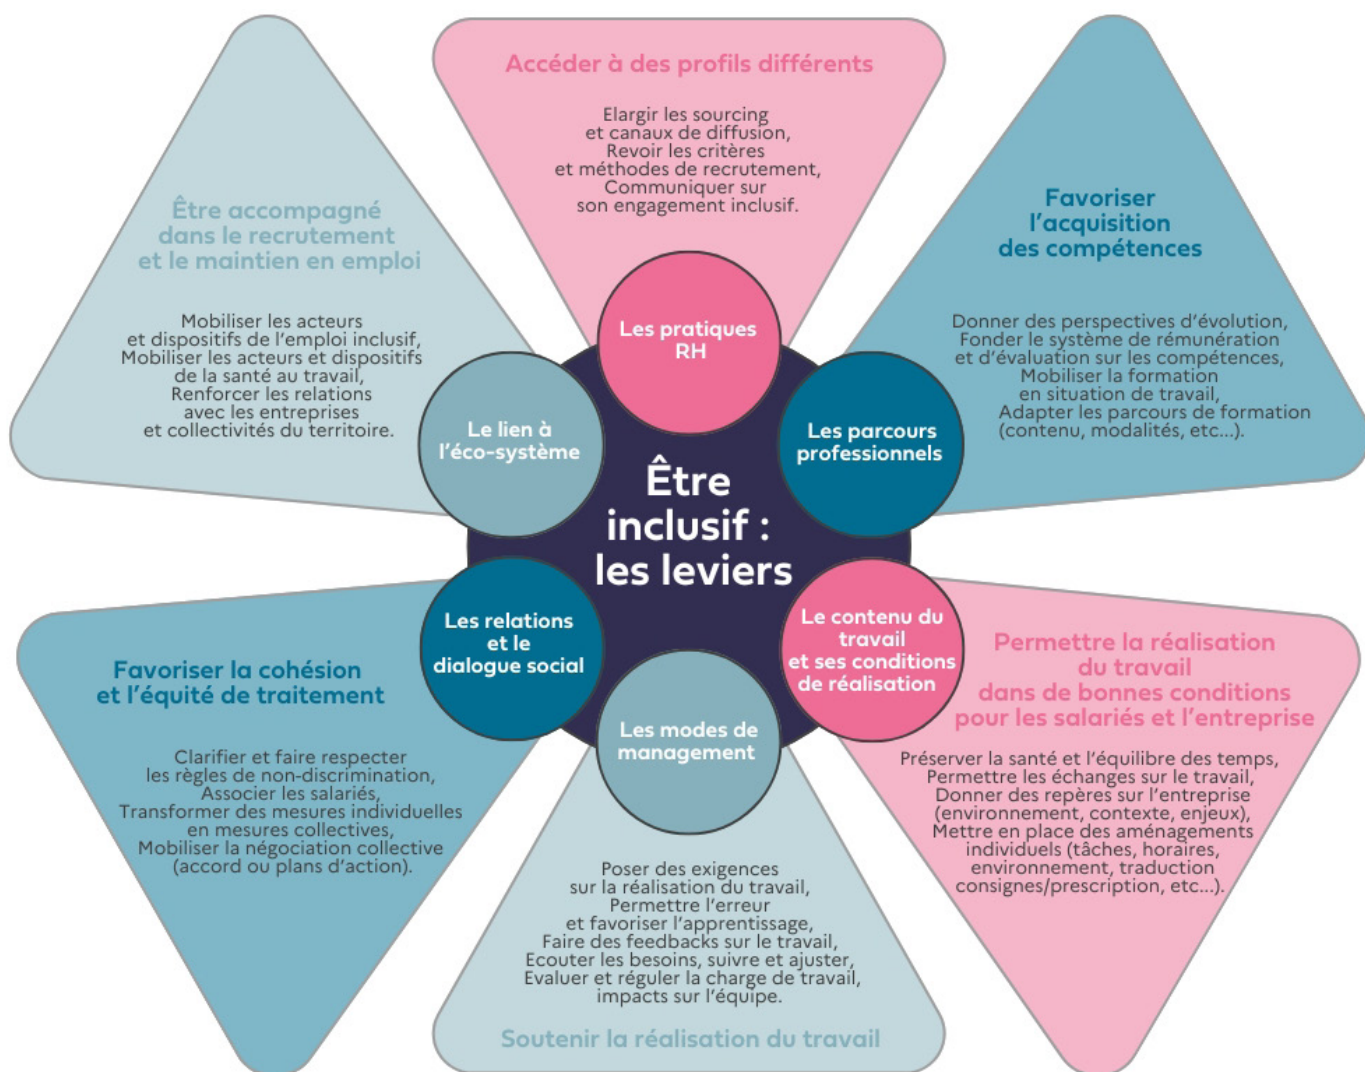 Accéder à des profils différents
Elargir les sourcing
et canaux de diffusion,
Revoir les critères
et méthodes de recrutement,
Communiquer sur
son engagement inclusif.
Les pratiques
RH
Favoriser
l'acquisition
des compétences
Donner des perspectives d'évolution,
Fonder le système de rémunération
et d'évaluation sur les compétences,
Mobiliser la formation
en situation de travail,
Adapter les parcours de formation
(contenu, modalités, etc...).
Les parcours
professionnels
Être accompagné
dans le recrutement
et le maintien en emploi
Mobiliser les acteurs
et dispositifs de l'emploi inclusif,
Mobiliser les acteurs et dispositifs
de la santé au travail,
Renforcer les relations
avec les entreprises
et collectivités du territoire.
Le lien à
l'éco-système
Être
inclusif :
les leviers
Le contenu du
travail
et ses conditions
de réalisation
Permettre la réalisation
du travail
dans de bonnes conditions
pour les salariés et l'entreprise
Préserver la santé et l'équilibre des temps,
Permettre les échanges sur le travail,
Donner des repères sur l'entreprise
(environnement, contexte, enjeux),
Mettre en place des aménagements
individuels (tâches, horaires,
environnement, traduction
consignes/prescription, etc...).
Les relations
et le
dialogue social
Favoriser la cohésion
et l'équité de traitement
Clarifier et faire respecter
les règles de non-discrimination,
Associer les salariés,
Transformer des mesures individuelles
en mesures collectives,
Mobiliser la négociation collective
(accord ou plans d'action).
Les modes de
management
Poser des exigences
sur la réalisation du travail,
Permettre l'erreur
et favoriser l'apprentissage,
Faire des feedbacks sur le travail,
Ecouter les besoins, suivre et ajuster,
Evaluer et réguler la charge de travail,
impacts sur l'équipe.
Soutenir la réalisation du travail